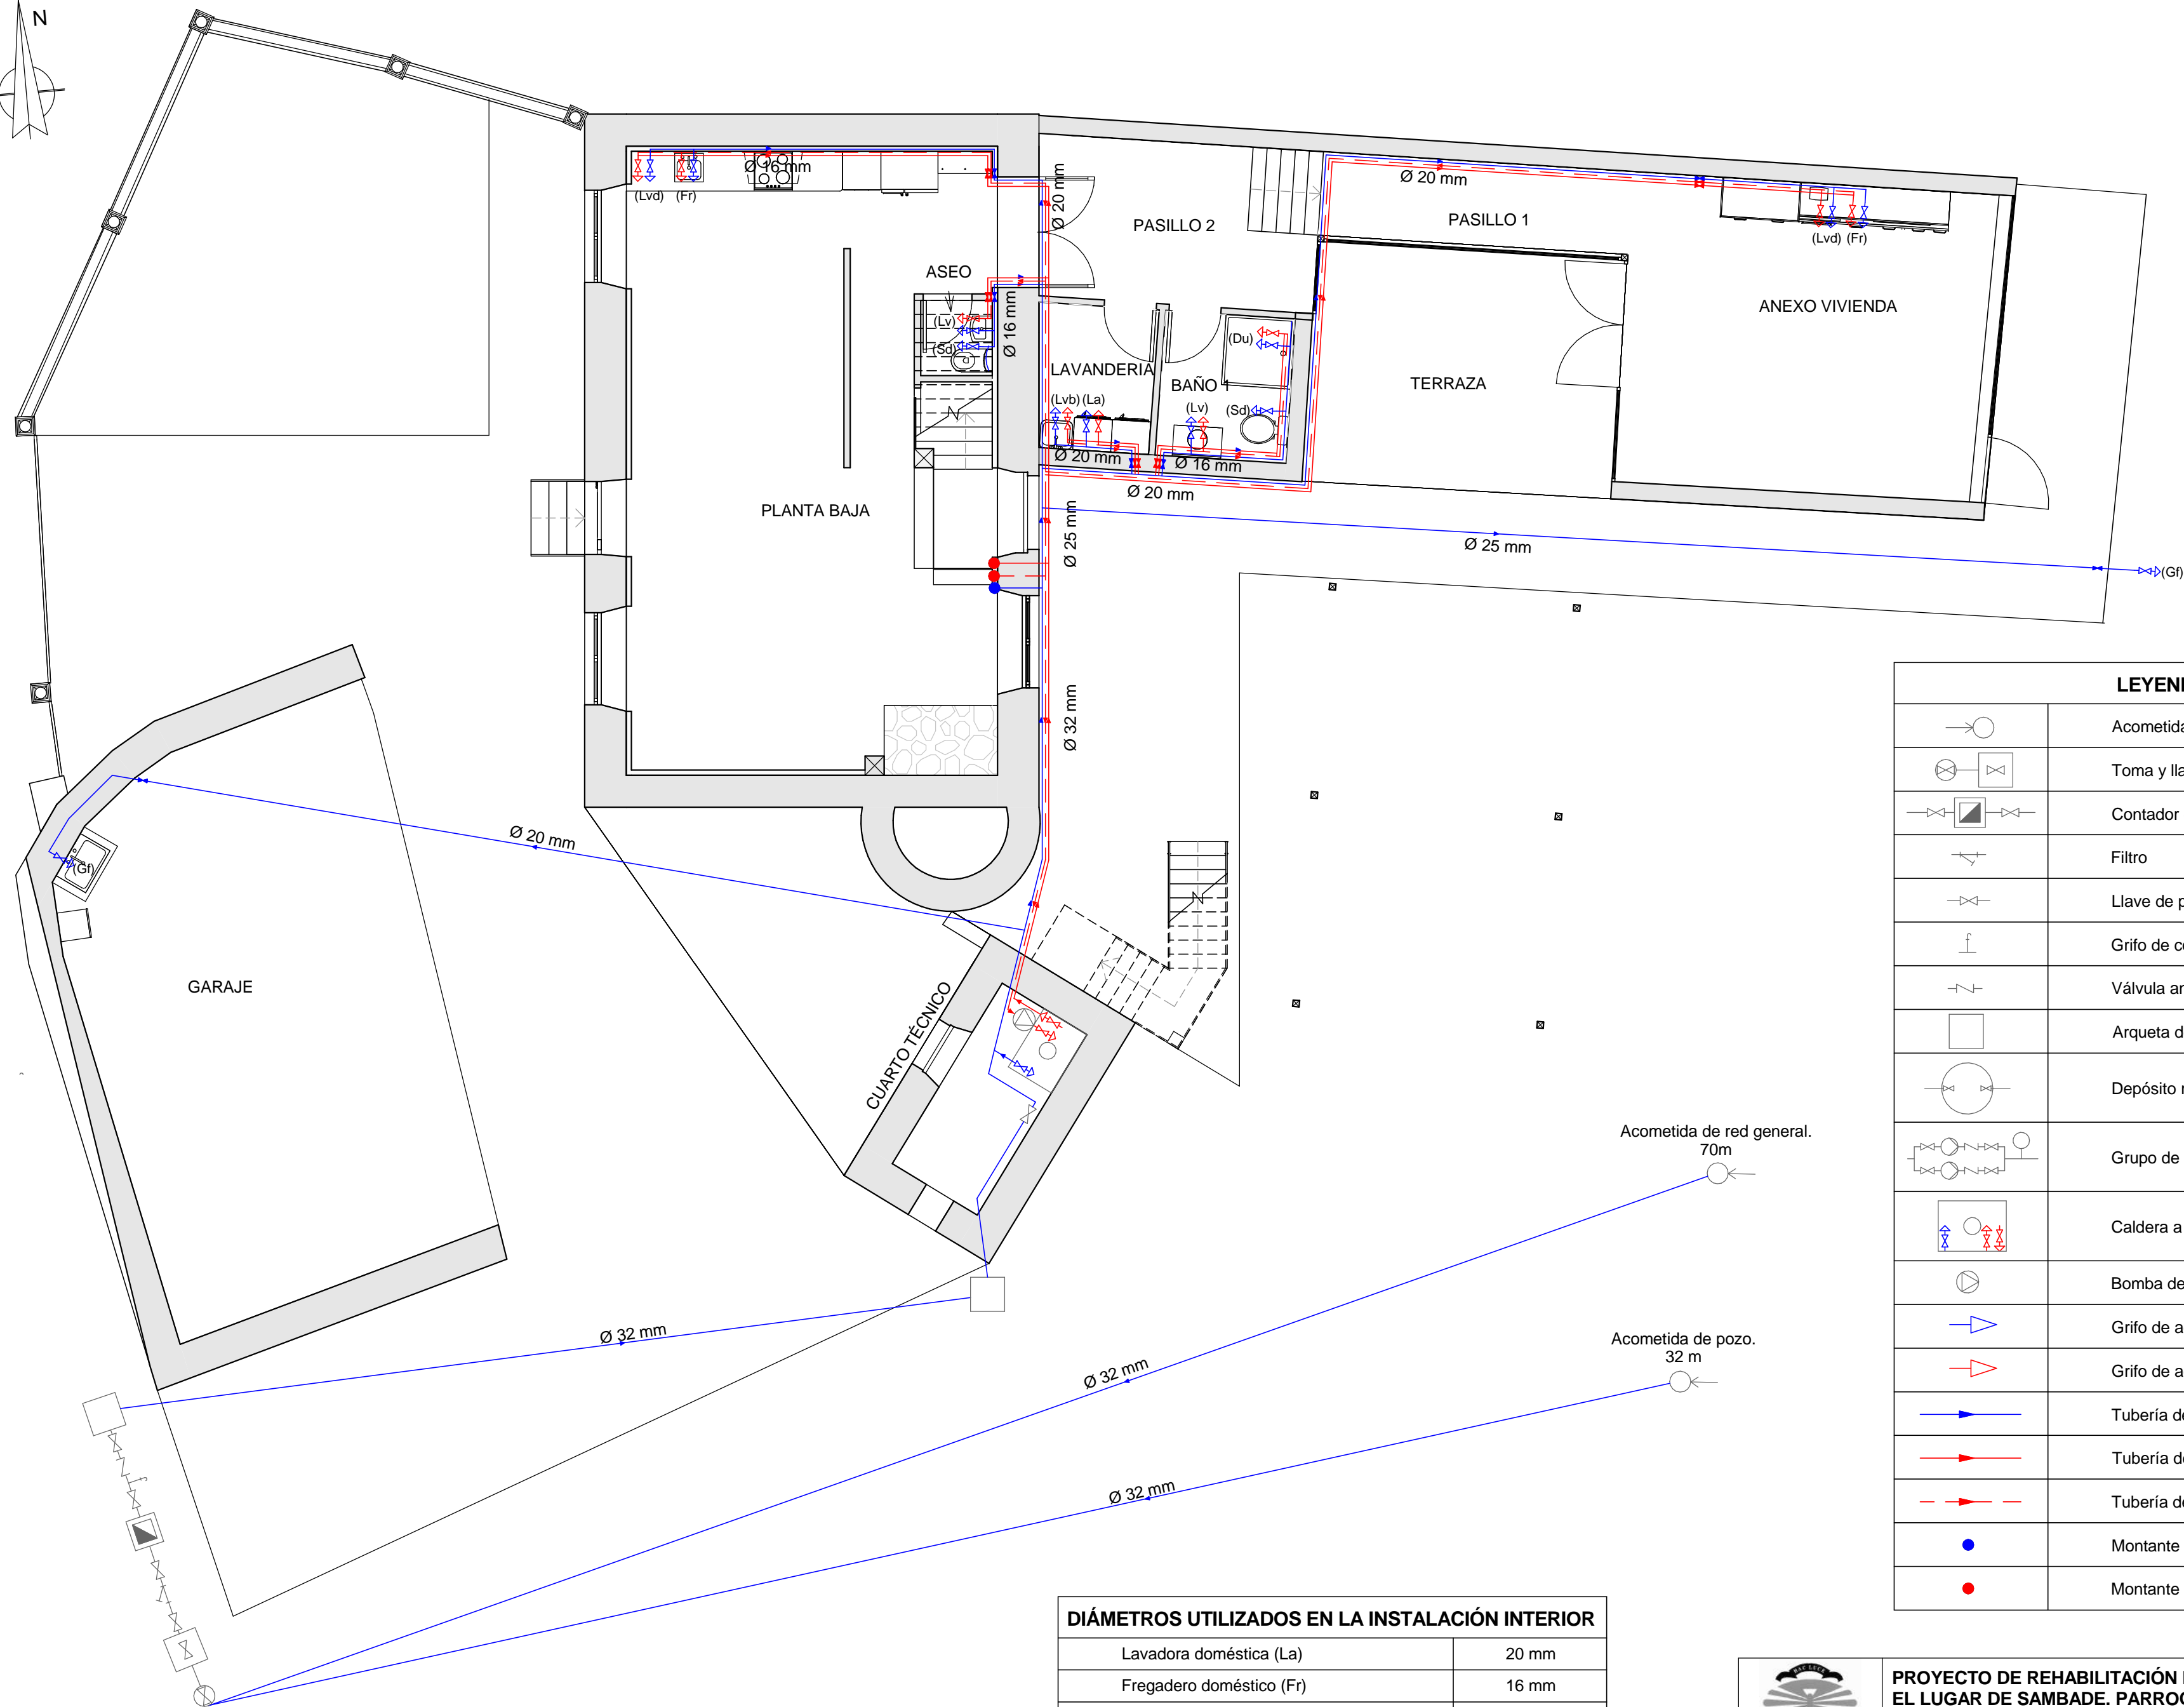 N
Ø 16 mm
(Lvd) (Fr)
Ø 20 mm
PASILLO 2
Ø 20 mm
PASILLO 1
(Lvd) (Fr)
ASEO
(Lv)
(Sd)
Ø 16 mm
ANEXO VIVIENDA
(Du)
LAVANDERIA
BAÑO 1
TERRAZA
(Lvb) (La)
(Lv)
(Sd)
Ø 20 mm
Ø 16 mm
Ø 20 mm
PLANTA BAJA
Ø 25 mm
Ø 25 mm
(Gf)
Ø 32 mm
Ø 20 mm
(Gf)
GARAJE
CUARTO TÉCNICO
Acometida de red general.
70m
Ø 32 mm
Acometida de pozo.
32 m
Ø 32 mm
Ø 32 mm
Acometida
Toma y
Contador
Filtro
Llave de
Grifo de
Válvula
Arqueta
Depósito
Grupo de
Caldera a
Bomba de
Grifo de
Grifo de
Tubería
Tubería
Tubería
Montante
Montante
DIÁMETROS UTILIZADOS EN LA INSTALACIÓN INTERIOR
Lavadora doméstica (La) 20 mm
Fregadero doméstico (Fr) 16 mm
HAC LUCE
PROYECTO DE REHABILITACIÓN
EL LUGAR DE SAMBADE.